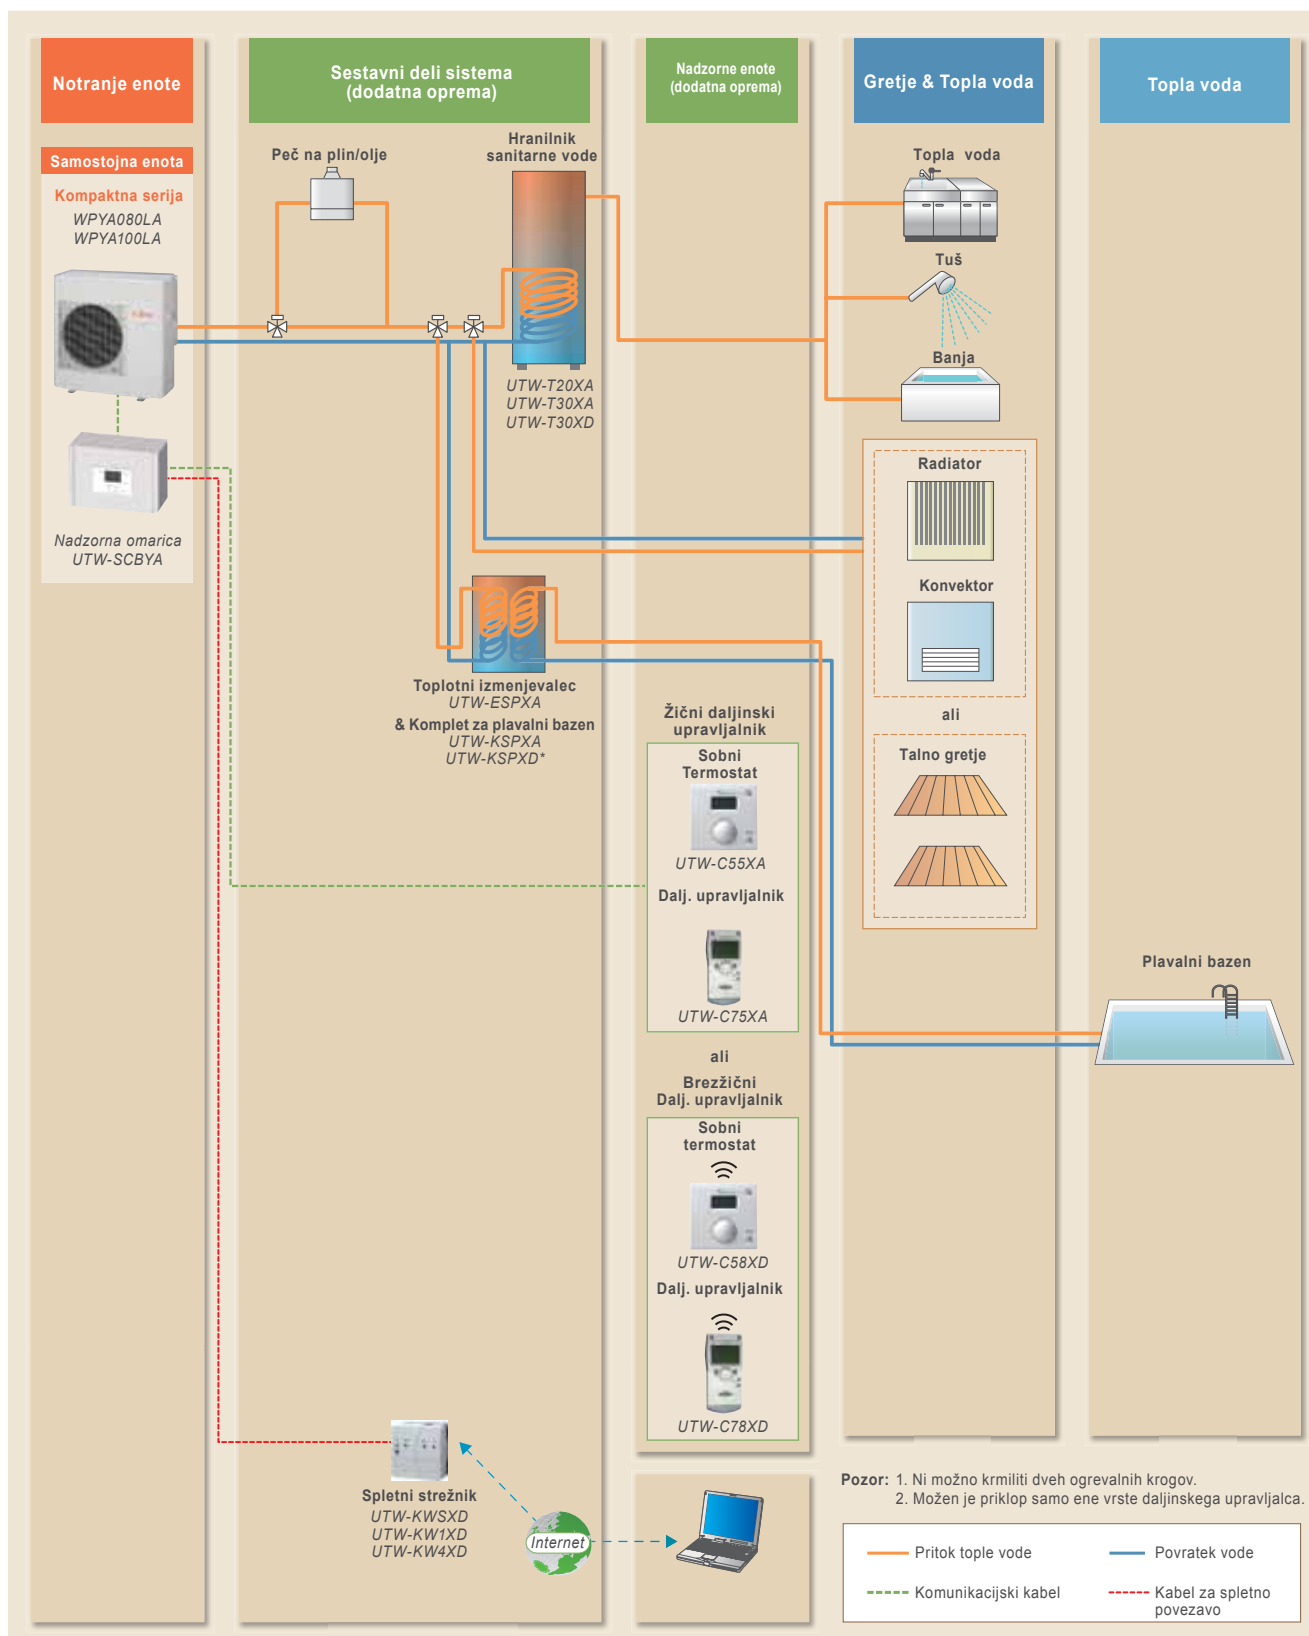 Notranje enote
Sestavni deli sistema
(dodatna oprema)
Nadzorne enote
(dodatna oprema)
Gretje & Topla voda
Topla voda
Samostojna enota
Kompaktna serija
WPYA080LA
WPYA100LA
Nadzorna omarica
UTW-SCBYA
Peč na plin/olje
Hranilnik
sanitarne vode
UTW-T20XA
UTW-T30XA
UTW-T30XD
Toplotni izmenjevalec
UTW-ESPXA
& Komplet za plavalni bazen
UTW-KSPXA
UTW-KSPXD*
Spletni strežnik
UTW-KWSXD
UTW-KW1XD
UTW-KW4XD
Internet
Žični daljinski
upravljalnik
Sobni
Termostat
UTW-C55XA
Dalj. upravljalnik
UTW-C75XA
ali
Brezžični
Dalj. upravljalnik
Sobni
termostat
UTW-C58XD
Dalj. upravljalnik
UTW-C78XD
Topla voda
Tuš
Banja
Radiator
Konvektor
ali
Talno gretje
Plavalni bazen
Pozor: 1. Ni možno krmiliti dveh ogrevalnih krogov.
2. Možen je priklop samo ene vrste daljinskega upravljalca.
Pritok tople vode
Povratek vode
Komunikacijski kabel
Kabel za spletno
povezavo